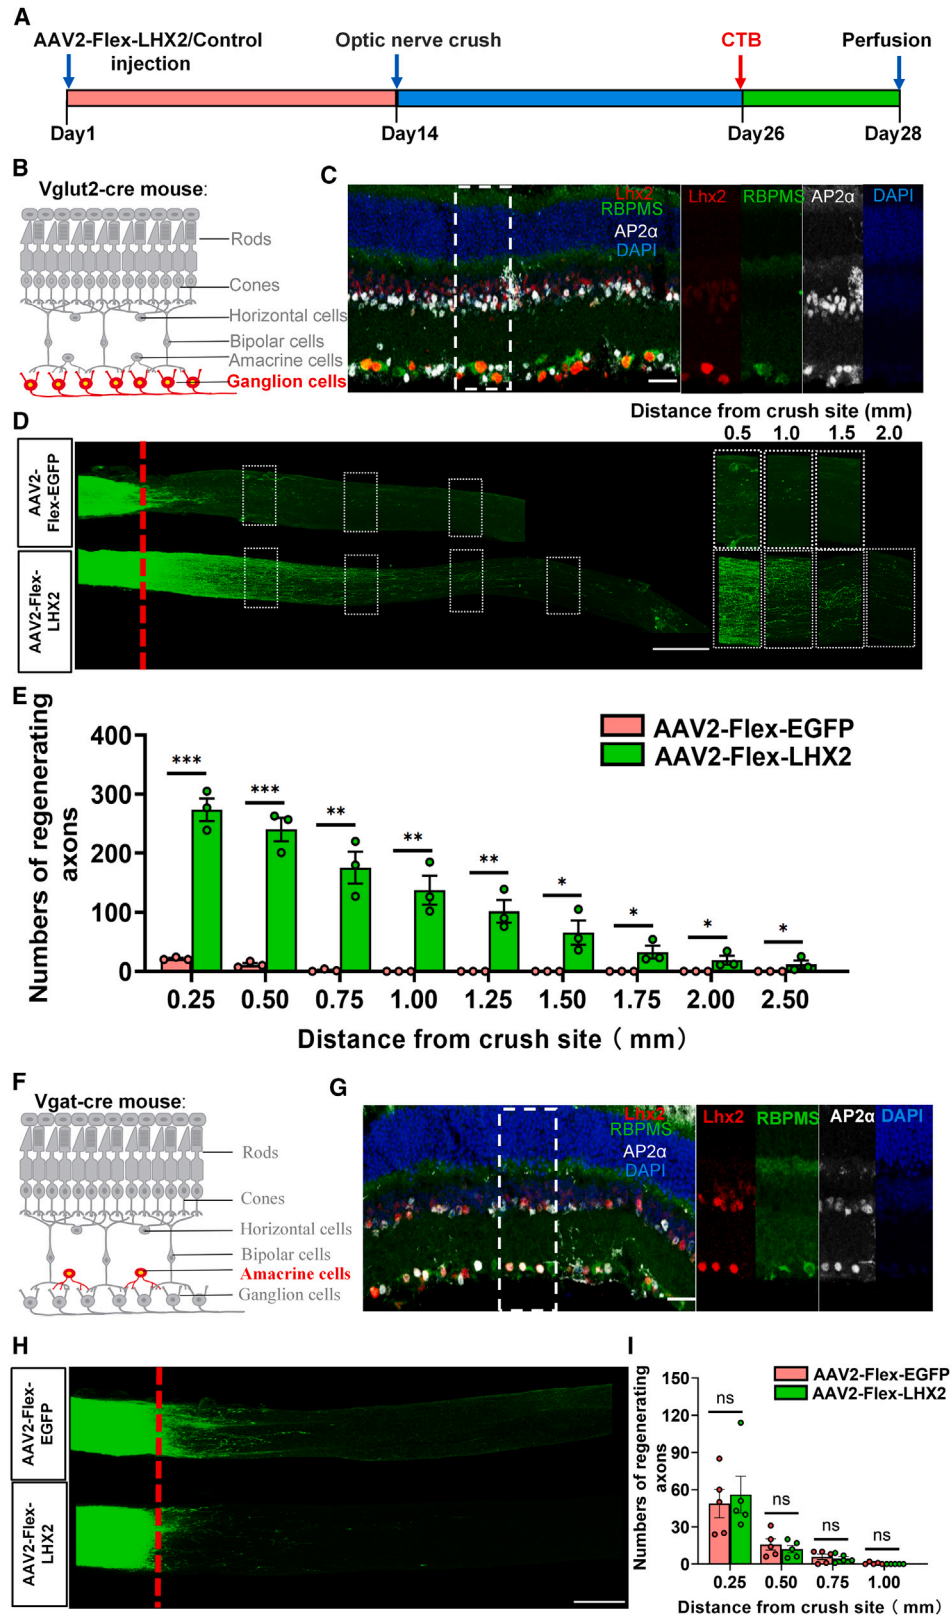 A
AAV2-Flex-LHX2/Control
injection
Optic nerve crush
CTB
Perfusion
Day1
Day14
Day26
Day28
B
Vglut2-cre mouse:
Rods
Cones
Horizontal cells
Bipolar cells
Amacrine cells
Ganglion cells
C
Lhx2
RBPMS
AP2α
DAPI
Lhx2
RBPMS
AP2α
DAPI
D
Distance from crush site (mm)
0.5 1.0 1.5 2.0
AAV2-
Flex-EGFP
AAV2-Flex-
LHX2
E
Numbers of regenerating
axons
400
300
200
100
0
*** *** ** ** ** * * * *
AAV2-Flex-EGFP
AAV2-Flex-LHX2
0.25 0.50 0.75 1.00 1.25 1.50 1.75 2.00 2.50
Distance from crush site ( mm)
F
Vgat-cre mouse:
Rods
Cones
Horizontal cells
Bipolar cells
Amacrine cells
Ganglion cells
G
Lhx2
RBPMS
AP2α
DAPI
Lhx2
RBPMS
AP2α
DAPI
H
AAV2-Flex-
EGFP
AAV2-Flex-
LHX2
I
Numbers of regenerating
axons
150
120
90
60
30
0
AAV2-Flex-EGFP
AAV2-Flex-LHX2
ns ns ns ns
0.25 0.50 0.75 1.00
Distance from crush site ( mm)